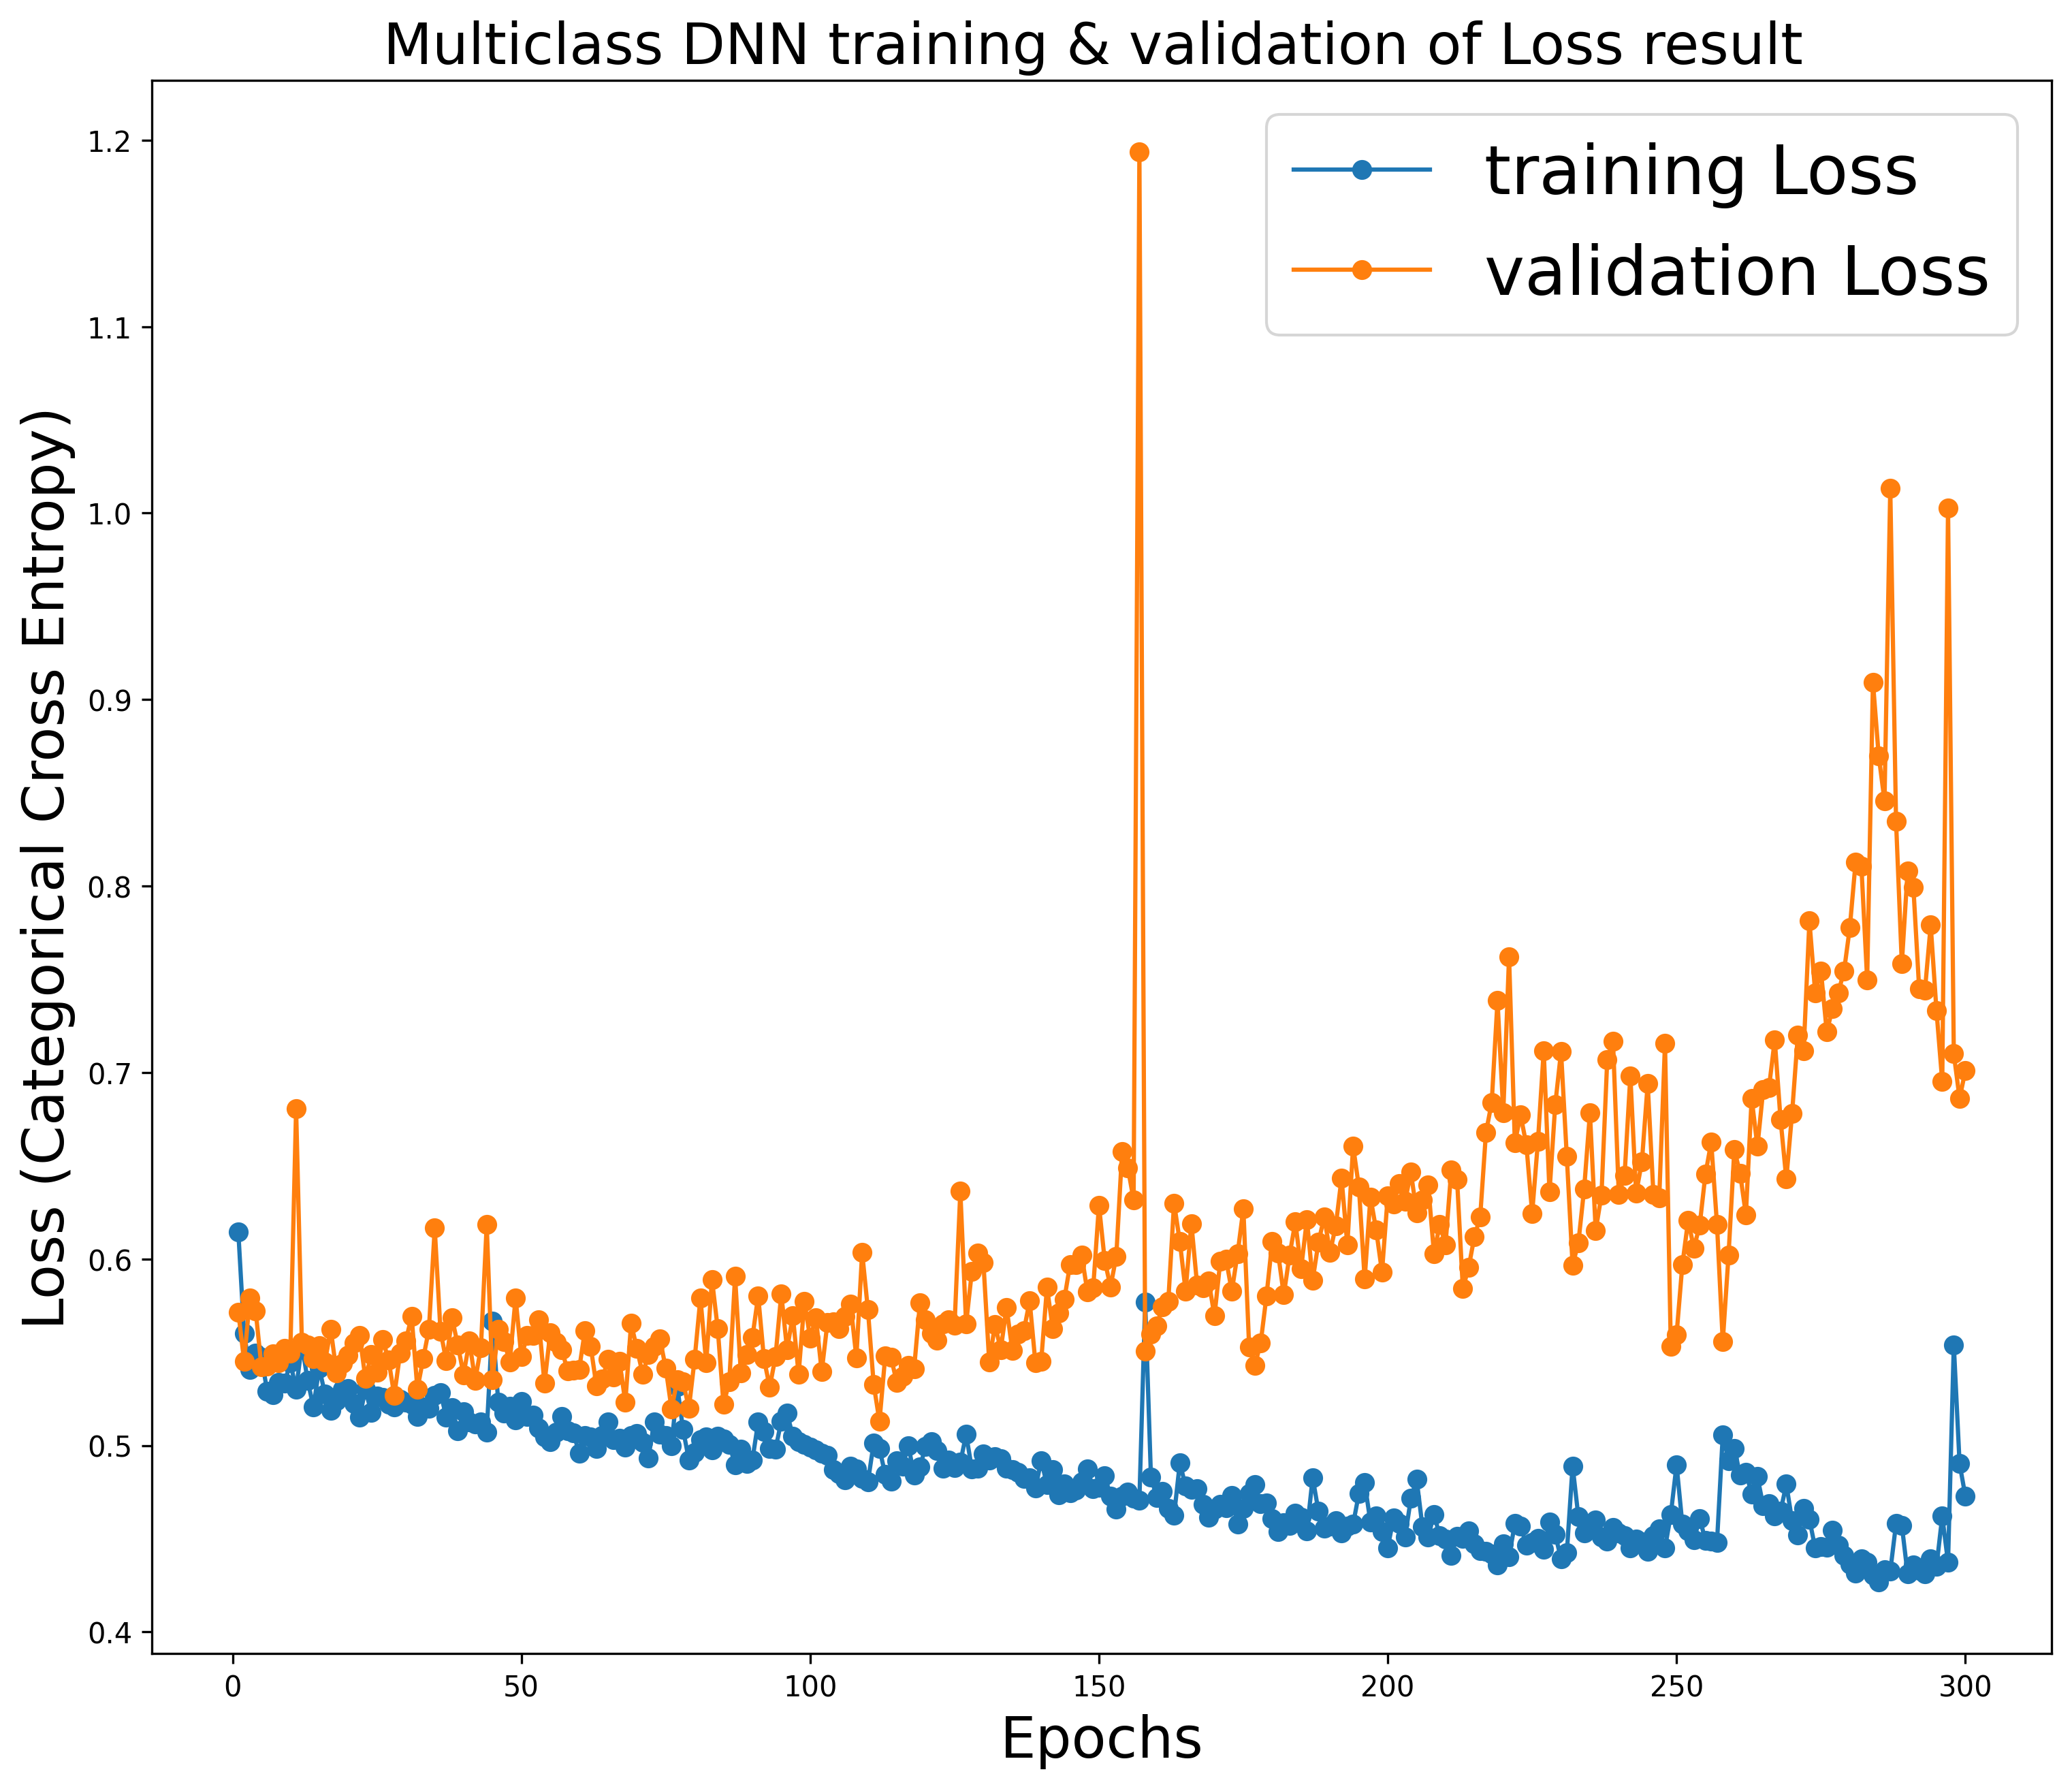 Multiclass DNN training & validation of Loss result
training Loss
validation Loss
Loss (Categorical Cross Entropy)
1.2
1.1
1.0
0.9
0.8
0.7
0.6
0.5
0.4
0 50 100 150 200 250 300
Epochs